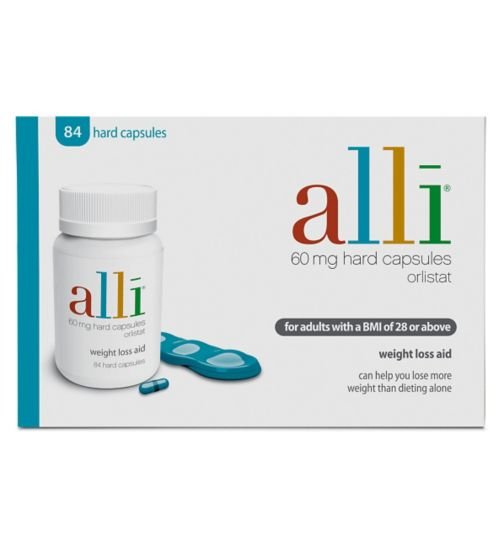 84 hard capsules
allī®
60 mg hard capsules
orlistat
for adults with a BMI of 28 or above
weight loss aid
can help you lose more
weight than dieting alone
allī®
60 mg hard capsules
orlistat
weight loss aid
84 hard capsules